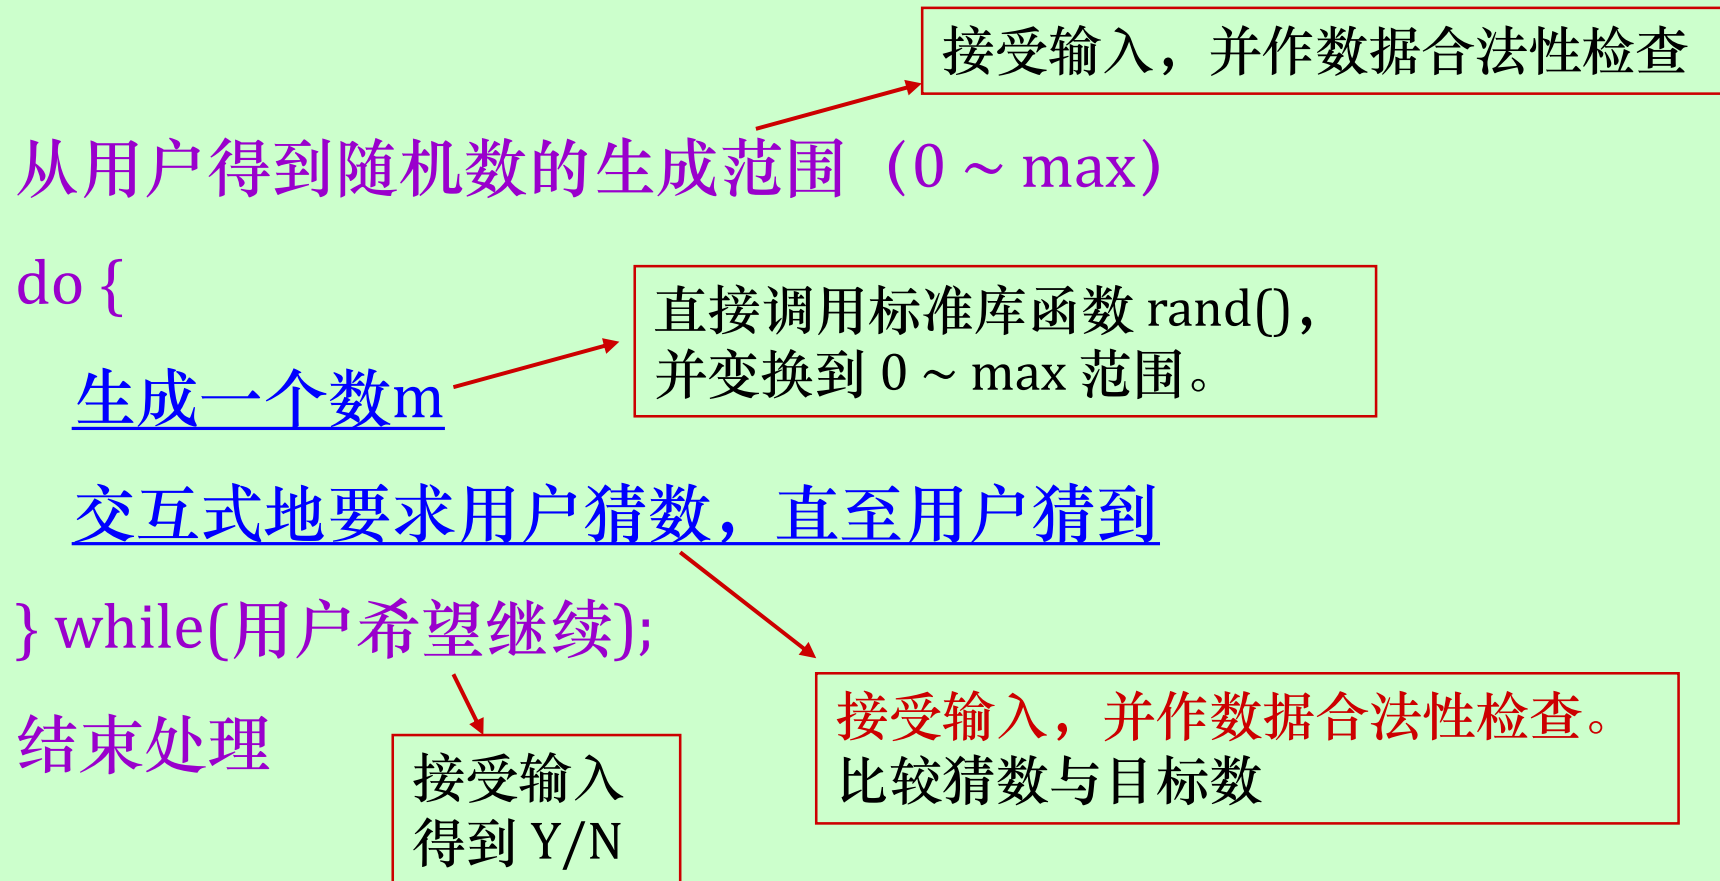 接受输入，并作数据合法性检查
从用户得到随机数的生成范围（0 ~ max）
do {
直接调用标准库函数 rand()，
并变换到 0 ~ max 范围。
生成一个数m
交互式地要求用户猜数，直至用户猜到
} while(用户希望继续);
接受输入，并作数据合法性检查。
比较猜数与目标数
结束处理
接受输入
得到 Y/N